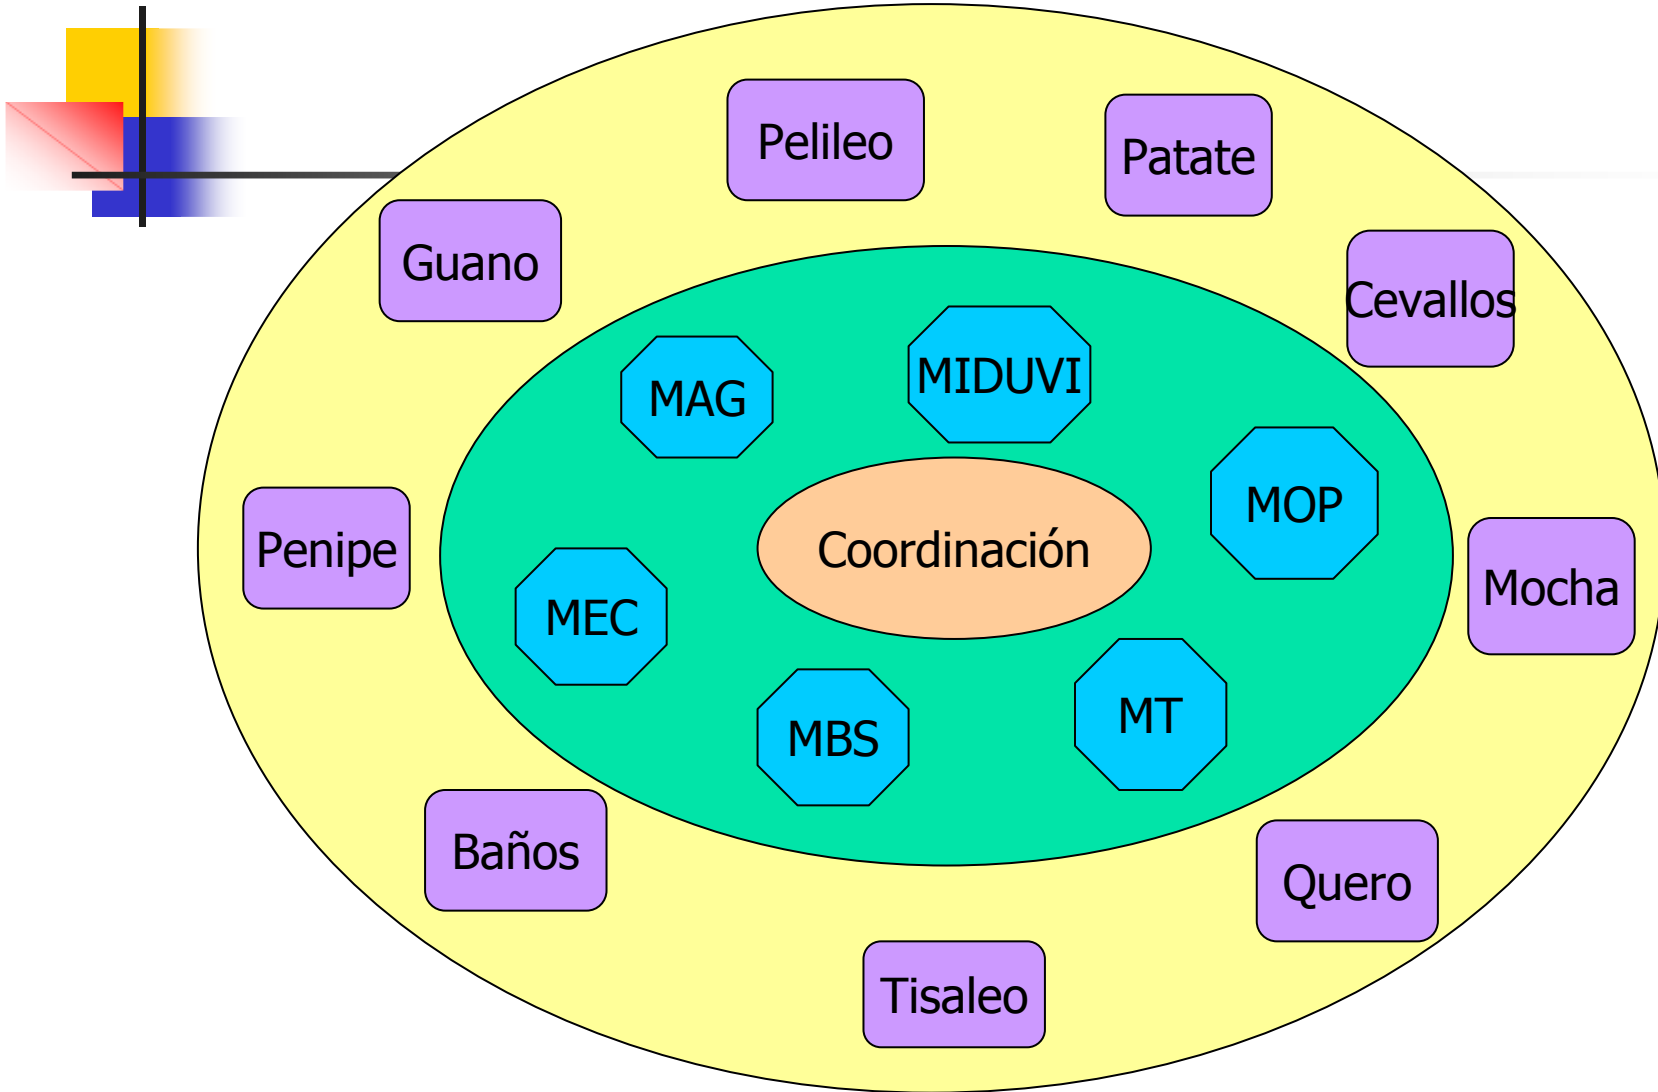 Pelileo
Patate
Guano
Cevallos
MIDUVI
MAG
MOP
Penipe
Coordinación
Mocha
MEC
MT
MBS
Baños
Quero
Tisaleo